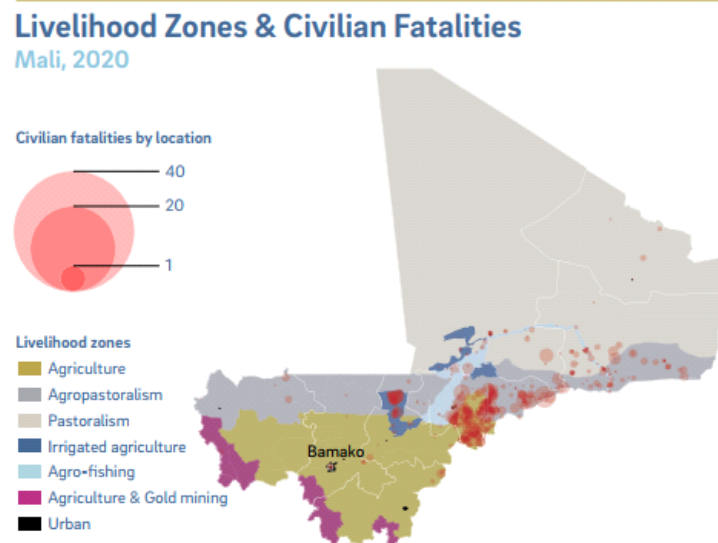 Livelihood Zones & Civilian Fatalities
Mali, 2020
Civilian fatalities by location
40
20
1
Livelihood zones
Agriculture
Agropastoralism
Pastoralism
Irrigated agriculture
Agro-fishing
Agriculture & Gold mining
Urban
Bamako